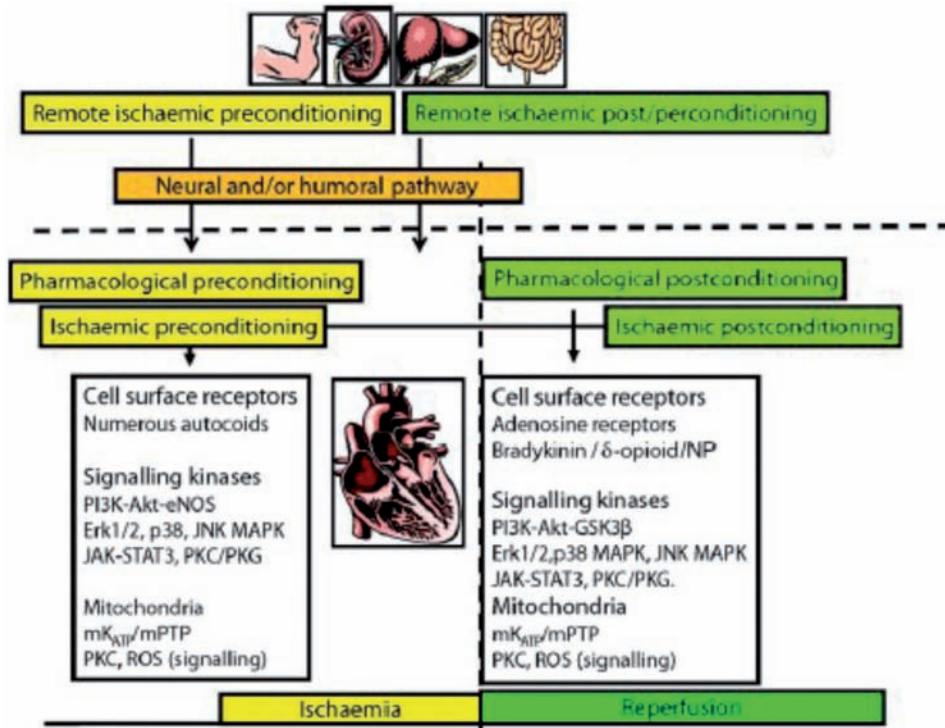 Remote ischaemic preconditioning
Remote ischaemic post/perconditioning
Neural and/or humoral pathway
Pharmacological preconditioning
Ischaemic preconditioning
Pharmacological postconditioning
Ischaemic postconditioning
Cell surface receptors
Numerous autocoids
Signalling kinases
PI3K-Akt-eNOS
Erk1/2, p38, JNK MAPK
JAK-STAT3, PKC/PKG
Mitochondria
mKATP/mPTP
PKC, ROS (signalling)
Cell surface receptors
Adenosine receptors
Bradykinin / δ-opioid/NP
Signalling kinases
PI3K-Akt-GSK3β
Erk1/2,p38 MAPK, JNK MAPK
JAK-STAT3, PKC/PKG.
Mitochondria
mKATP/mPTP
PKC, ROS (signalling)
Ischaemia
Reperfusion